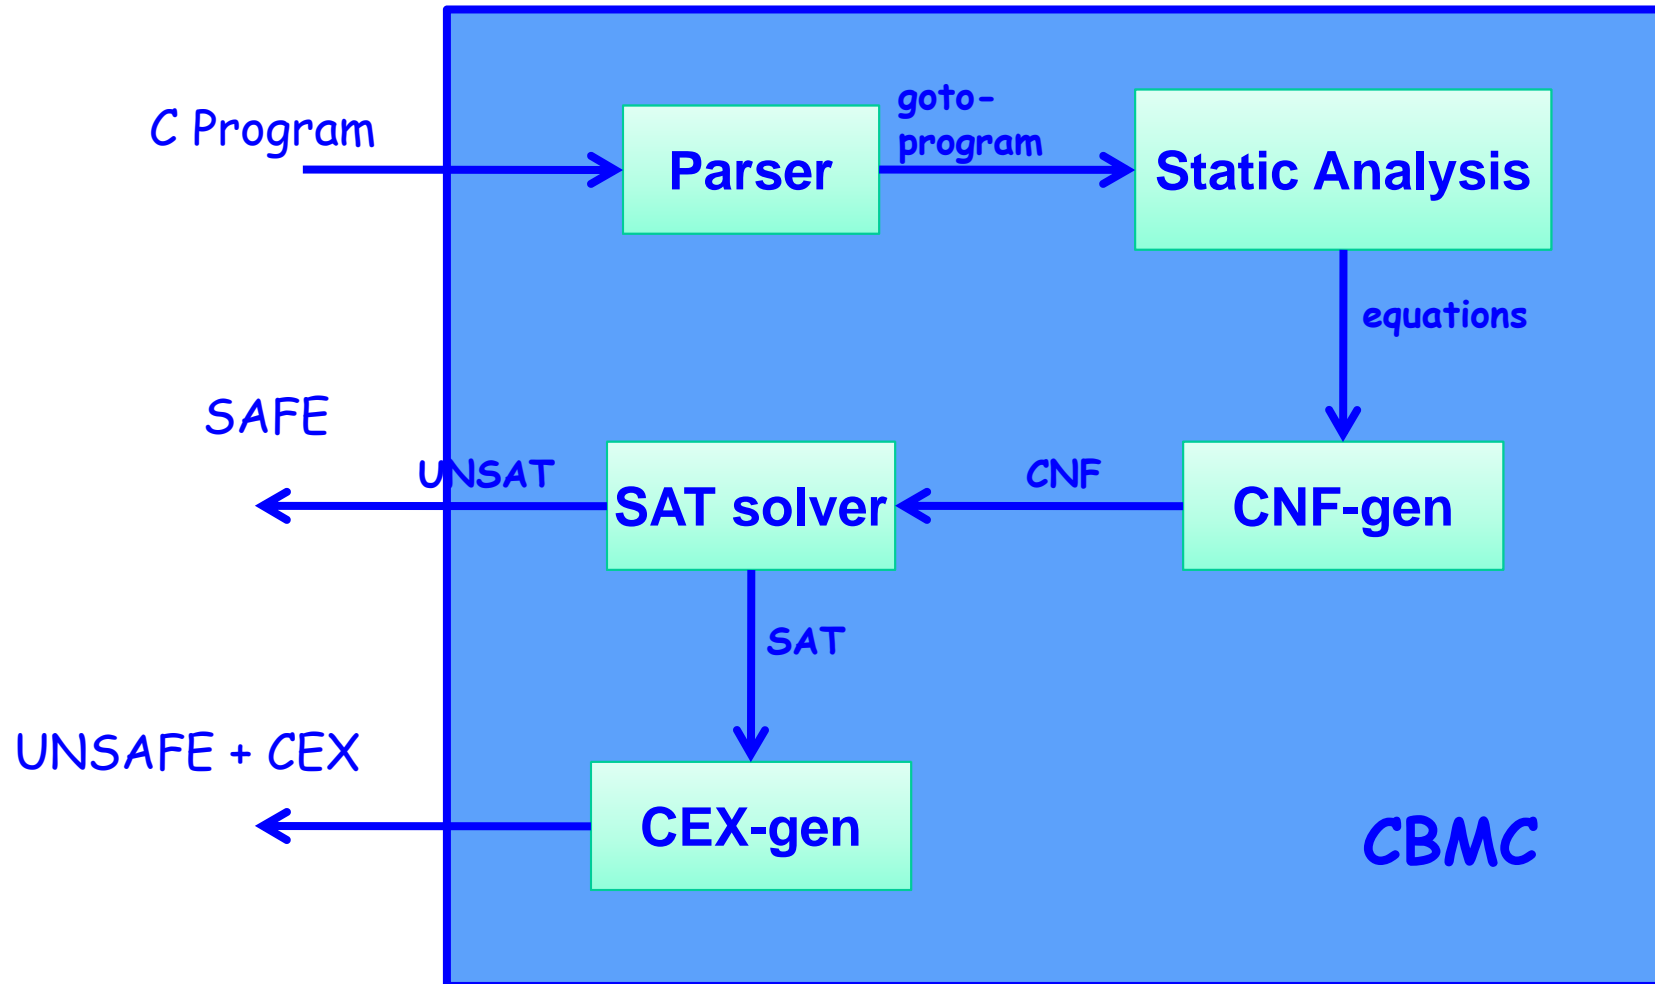 C Program
Parser
goto-
program
Static Analysis
equations
SAFE
UNSAT
SAT solver
CNF
CNF-gen
SAT
UNSAFE + CEX
CEX-gen
CBMC